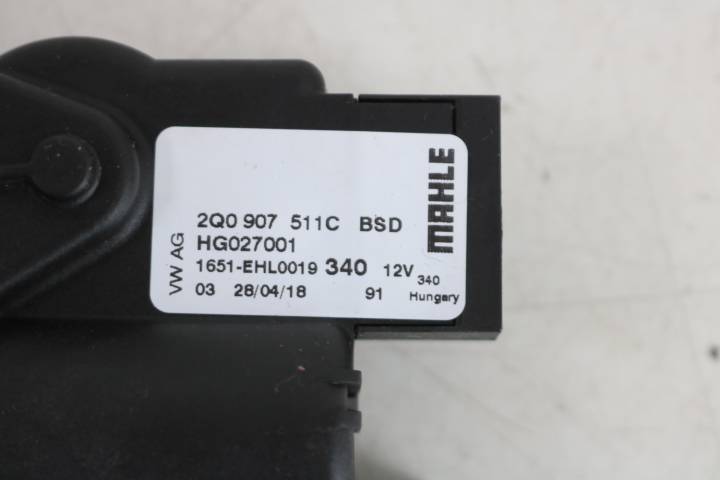 MAHLE
VW AG
2Q0 907 511C BSD
HG027001
1651-EHL0019 340 12V 340
03 28/04/18 91 Hungary